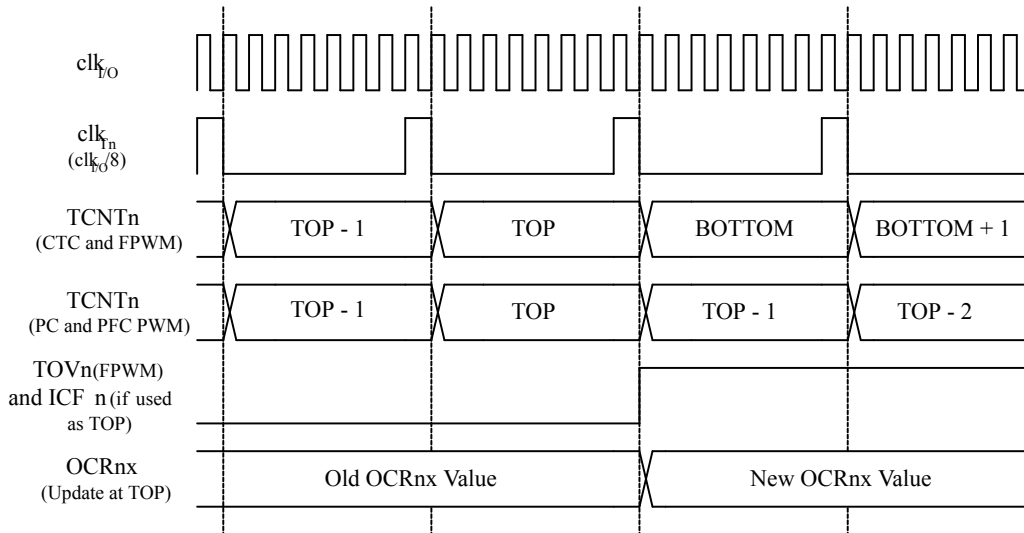 clkI/O
clkTn
(clkI/O/8)
TCNTn
(CTC and FPWM)
TOP - 1
TOP
BOTTOM
BOTTOM + 1
TCNTn
(PC and PFC PWM)
TOP - 1
TOP
TOP - 1
TOP - 2
TOVn(FPWM)
and ICF n (if used
as TOP)
OCRnx
(Update at TOP)
Old OCRnx Value
New OCRnx Value